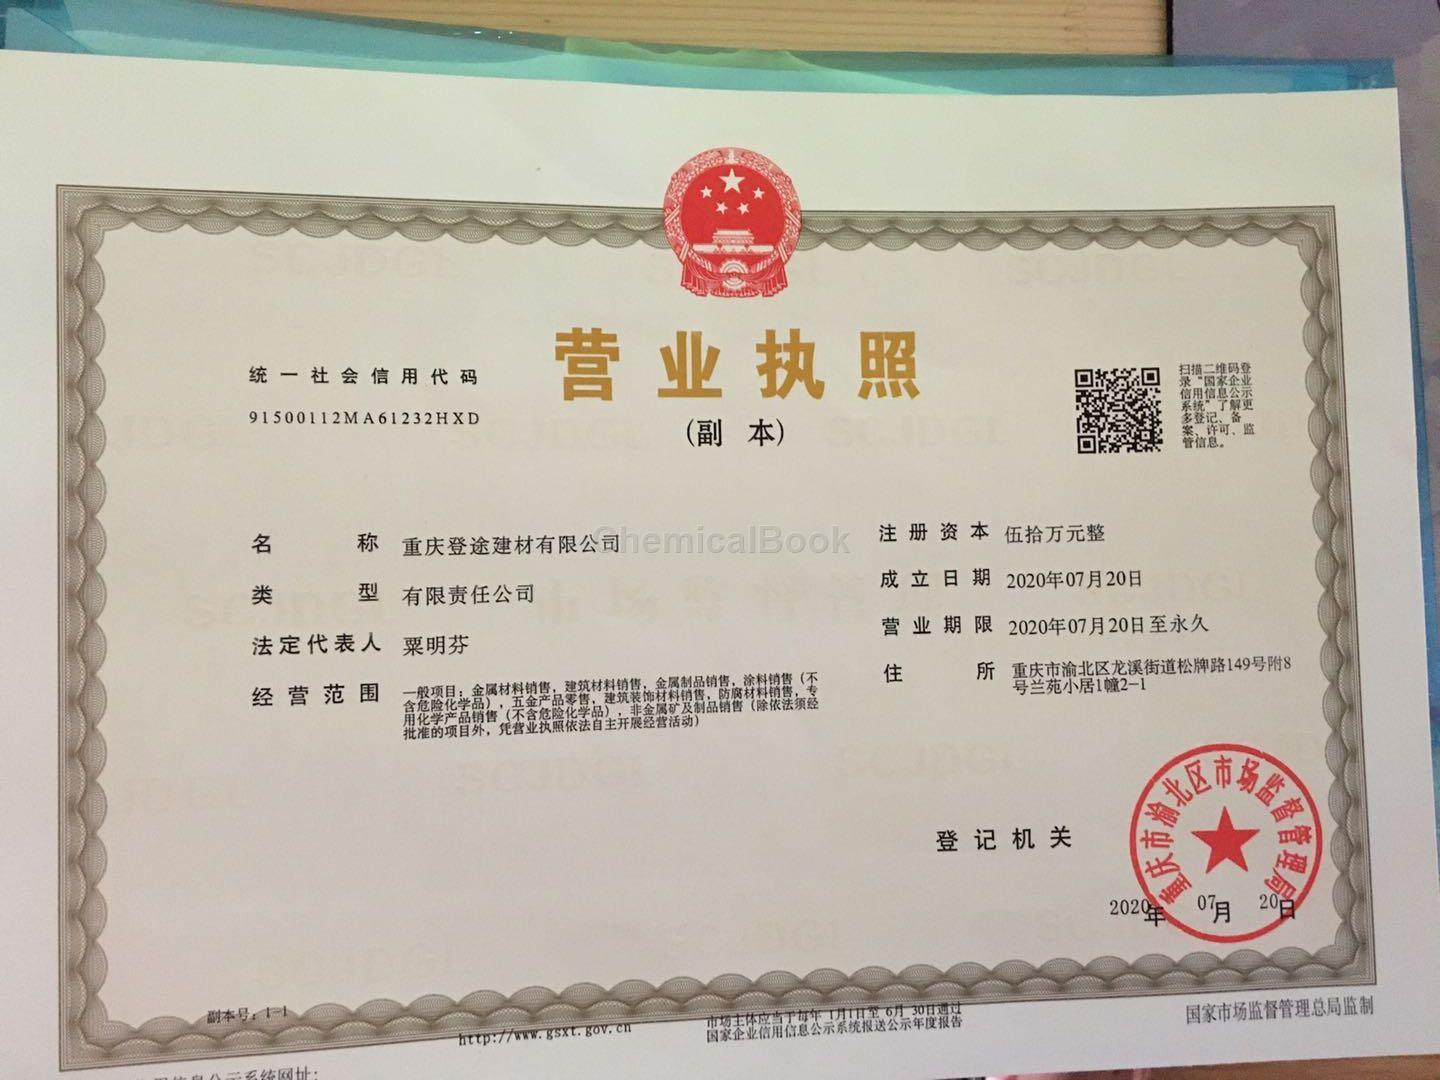 营业执照
(副 本)
统一社会信用代码
91500112MA61232HXD
扫描二维码登
录“国家企业
信用信息公示
系统”了解更
多登记、备
案、许可、监
管信息。
名 称 重庆登途建材有限公司
类 型 有限责任公司
法定代表人 粟明芬
经营范围 一般项目：金属材料销售，建筑材料销售，金属制品销售，涂料销售（不
含危险化学品），五金产品零售，建筑装饰材料销售，防腐材料销售，专
用化学产品销售（不含危险化学品），非金属矿及制品销售（除依法须经
批准的项目外，凭营业执照依法自主开展经营活动）
注册资本 伍拾万元整
成立日期 2020年07月20日
营业期限 2020年07月20日至永久
住 所 重庆市渝北区龙溪街道松牌路149号附8
号兰苑小居1幢2-1
ChemicalBook
登记机关
重庆市渝北区市场监督管理局
2020年 07月 20日
副本号：1-1
http://www.gsxt.gov.cn
市场主体应当于每年 1月1日至 6月 30日通过
国家企业信用信息公示系统报送公示年度报告
国家市场监督管理总局监制
用信息公示系统网址：